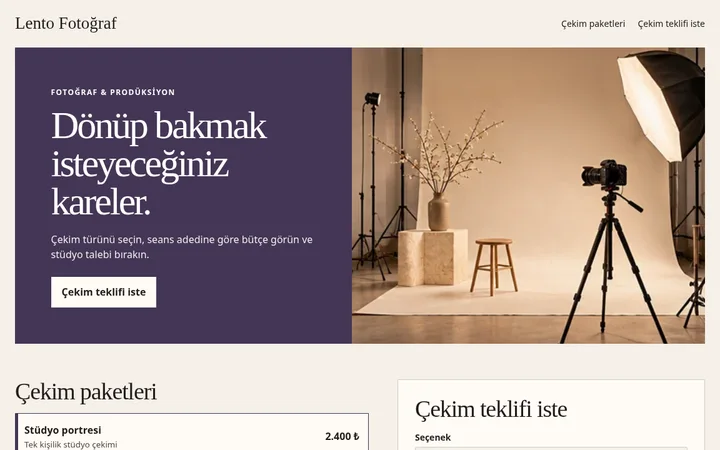 Lento Fotoğraf
Çekim paketleri
Çekim teklifi iste
FOTOĞRAF & PRODÜKSİYON
Dönüp bakmak
isteyeceğiniz
kareler.
Çekim türünü seçin, seans adedine göre bütçe görün ve
stüdyo talebi bırakın.
Çekim teklifi iste
Çekim paketleri
Stüdyo portresi
Tek kişilik stüdyo çekimi
2.400 ₺
Çekim teklifi iste
Seçenek